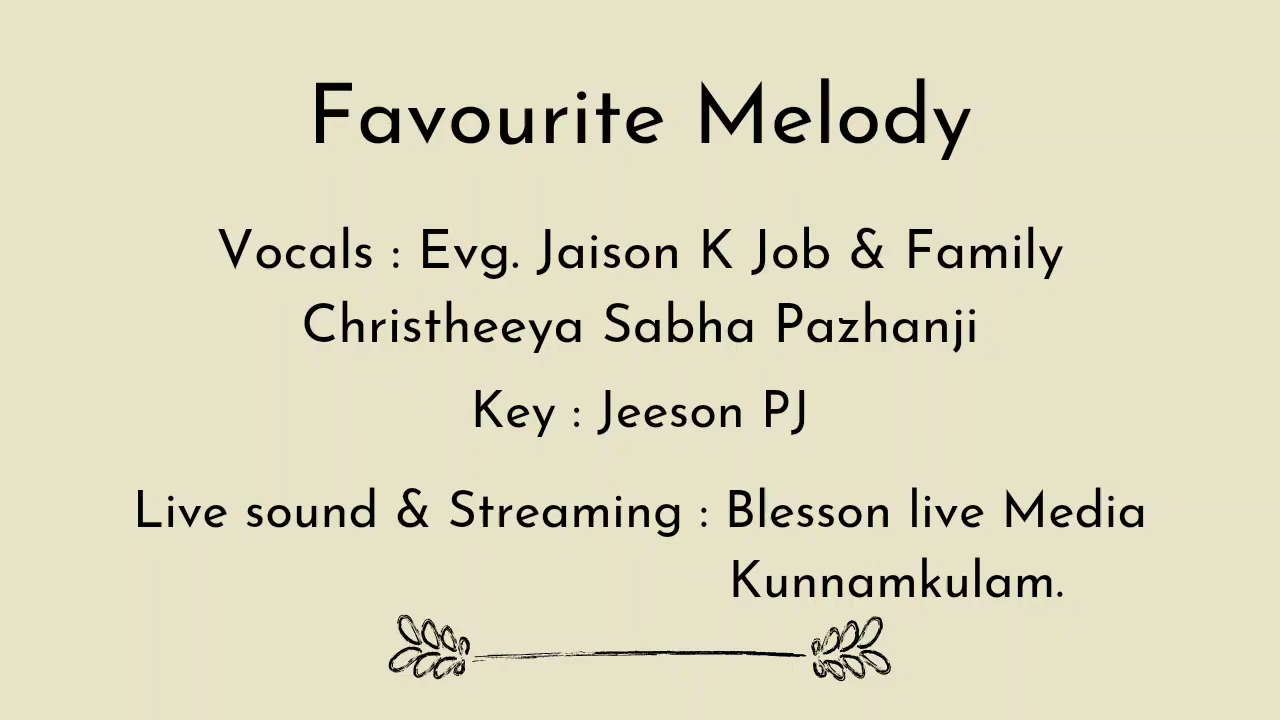 Favourite Melody
Vocals : Evg. Jaison K Job & Family
Christheeya Sabha Pazhanji
Key : Jeeson PJ
Live sound & Streaming : Blesson live Media
Kunnamkulam.